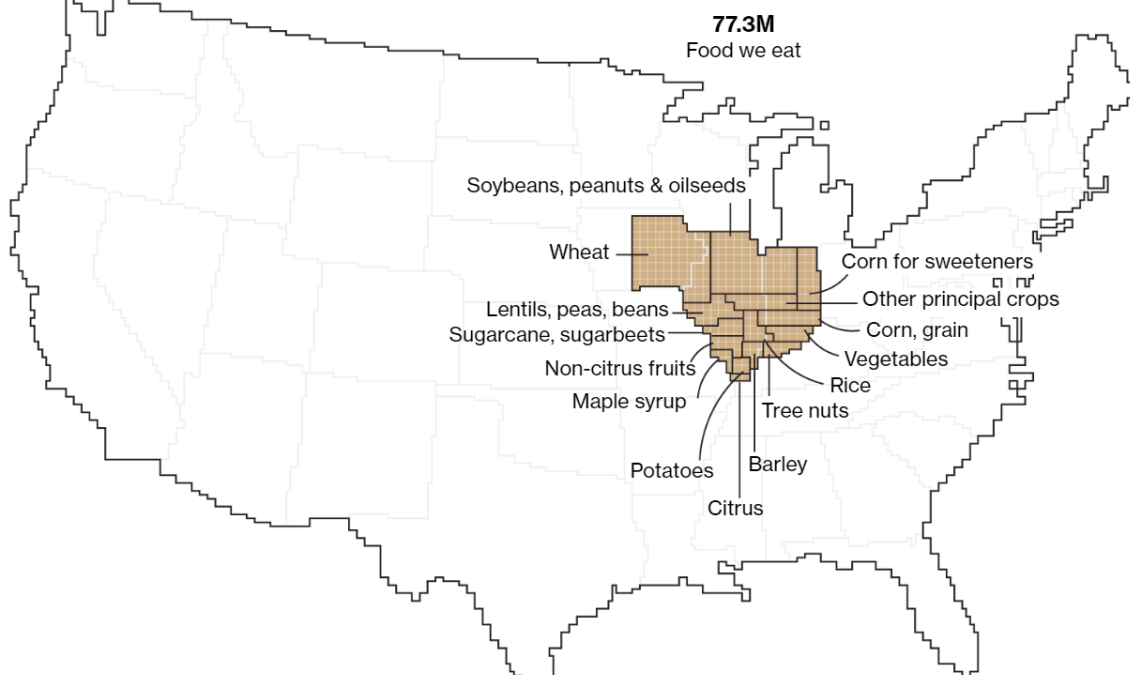 77.3M
Food we eat
Soybeans, peanuts & oilseeds
Wheat
Corn for sweeteners
Other principal crops
Lentils, peas, beans
Corn, grain
Sugarcane, sugarbeets
Vegetables
Non-citrus fruits
Rice
Maple syrup
Tree nuts
Potatoes
Barley
Citrus